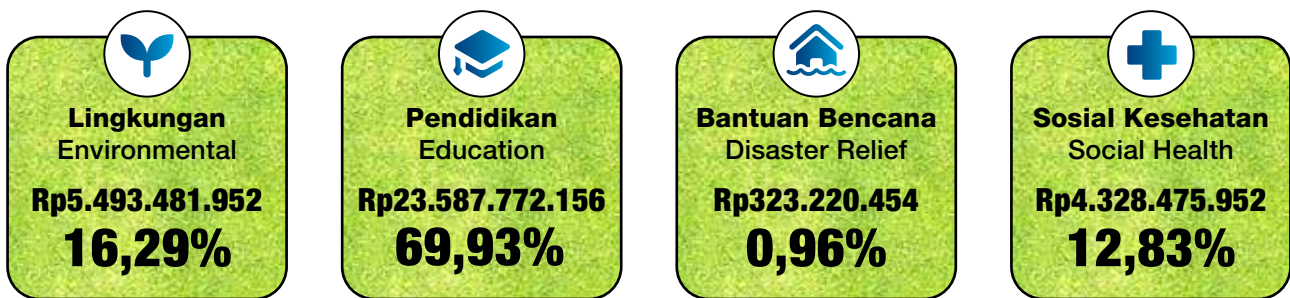 Lingkungan
Environmental
Rp5.493.481.952
16,29%
Pendidikan
Education
Rp23.587.772.156
69,93%
Bantuan Bencana
Disaster Relief
Rp323.220.454
0,96%
Sosial Kesehatan
Social Health
Rp4.328.475.952
12,83%